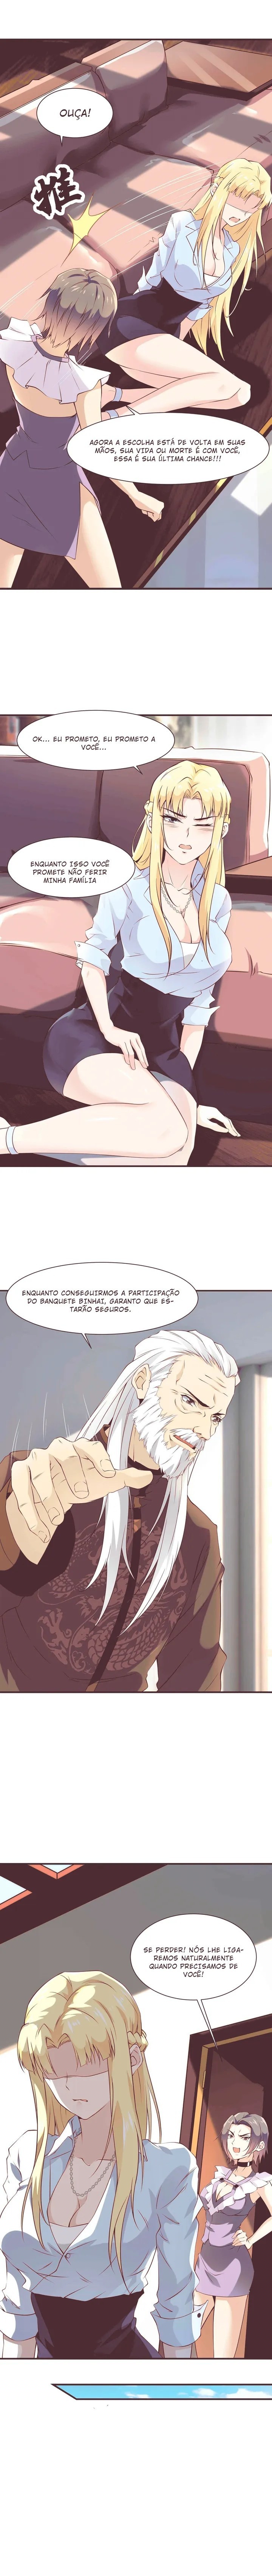 OUÇA!
推
AGORA A ESCOLHA ESTÁ DE VOLTA EM SUAS
MÃOS, SUA VIDA OU MORTE É COM VOCÊ,
ESSA É SUA ÚLTIMA CHANCE!!!
OK... EU PROMETO, EU PROMETO A
VOCÊ...
ENQUANTO ISSO VOCÊ
PROMETE NÃO FERIR
MINHA FAMÍLIA
ENQUANTO CONSEGUIRMOS A PARTICIPAÇÃO
DO BANQUETE BINHAI, GARANTO QUE ES-
TARÃO SEGUROS.
SE PERDER! NÓS LHE LIGA-
REMOS NATURALMENTE
QUANDO PRECISAMOS DE
VOCÊ!